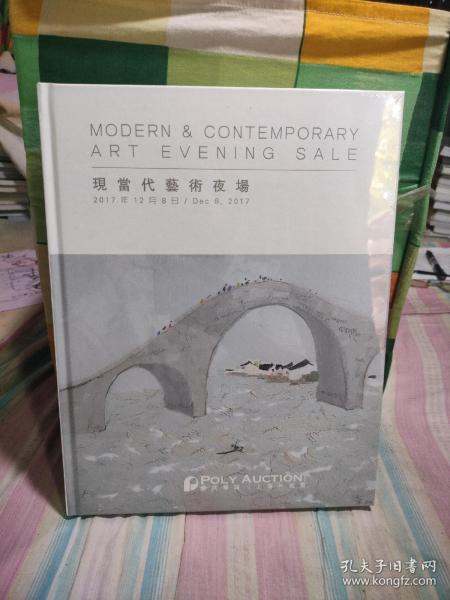 MODERN & CONTEMPORARY
ART EVENING SALE
現當代藝術夜場
2017年12月8日 / Dec 8, 2017
POLY AUCTION
孔夫子旧书网
www.kongfz.com